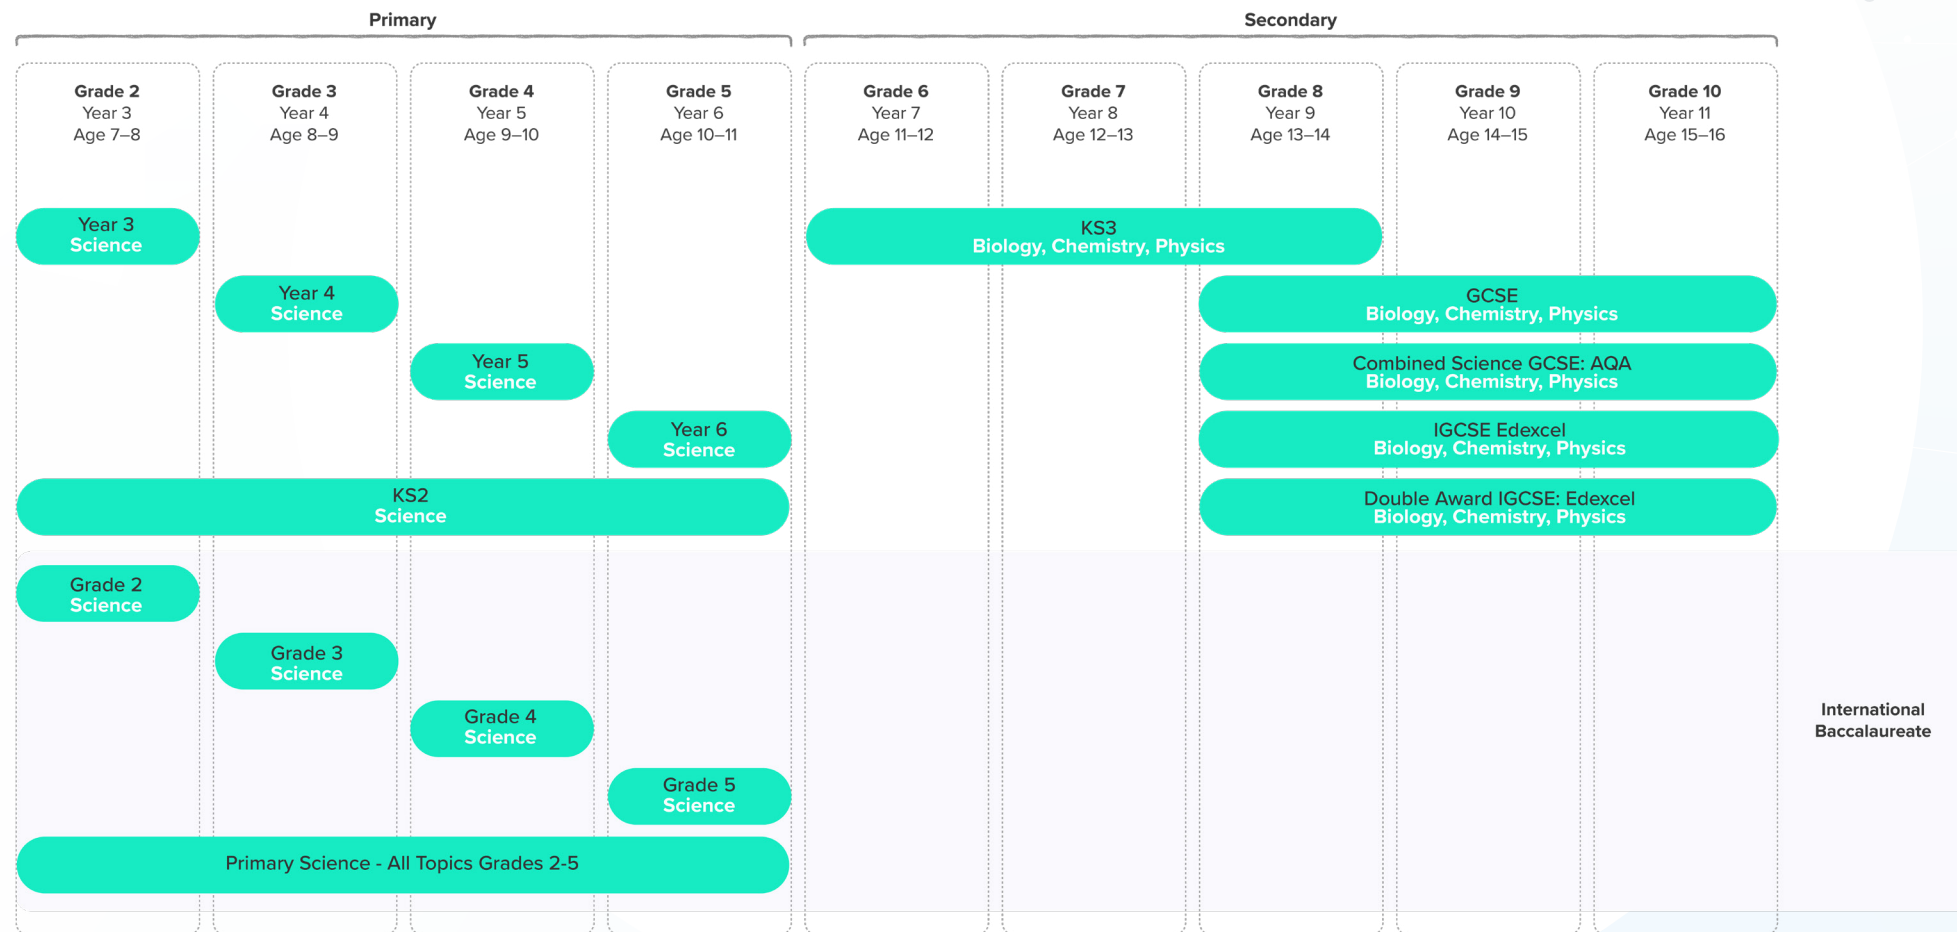 Primary
Secondary
Grade 2
Year 3
Age 7–8
Grade 3
Year 4
Age 8–9
Grade 4
Year 5
Age 9–10
Grade 5
Year 6
Age 10–11
Grade 6
Year 7
Age 11–12
Grade 7
Year 8
Age 12–13
Grade 8
Year 9
Age 13–14
Grade 9
Year 10
Age 14–15
Grade 10
Year 11
Age 15–16
Year 3
Science
KS3
Biology, Chemistry, Physics
Year 4
Science
GCSE
Biology, Chemistry, Physics
Year 5
Science
Combined Science GCSE: AQA
Biology, Chemistry, Physics
Year 6
Science
IGCSE Edexcel
Biology, Chemistry, Physics
KS2
Science
Double Award IGCSE: Edexcel
Biology, Chemistry, Physics
Grade 2
Science
Grade 3
Science
Grade 4
Science
International
Baccalaureate
Grade 5
Science
Primary Science - All Topics Grades 2-5